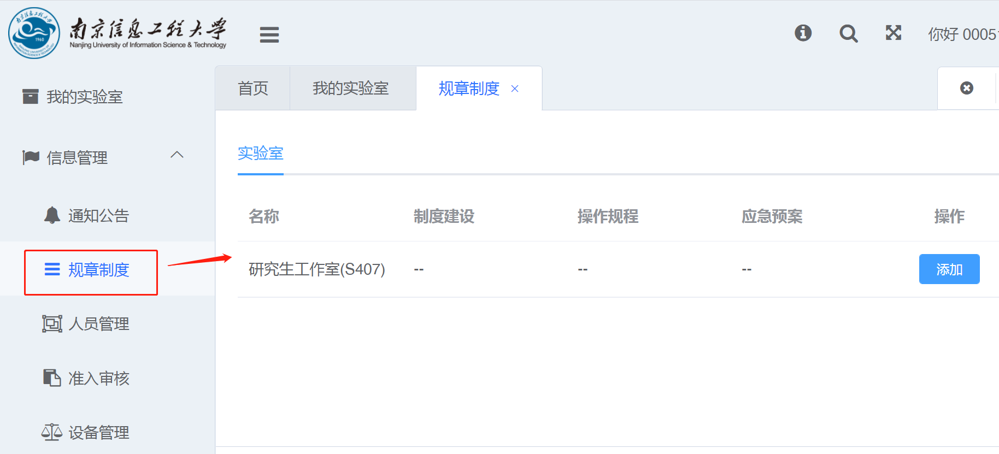 南京信息工程大学
Nanjing University of Information Science & Technology
1960
你好 0005
我的实验室
信息管理
通知公告
规章制度
人员管理
准入审核
设备管理
首页 我的实验室 规章制度 ×
实验室
名称 制度建设 操作规程 应急预案 操作
研究生工作室(S407) -- -- -- 添加